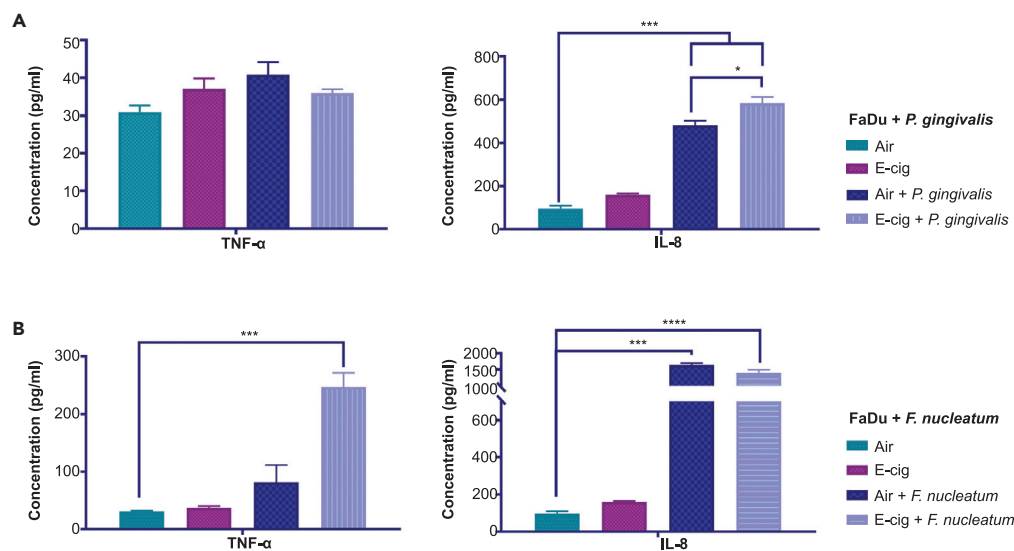 A
Concentration (pg/ml)
50
40
30
20
10
0
TNF-α
Concentration (pg/ml)
800
600
400
200
0
***
*
IL-8
FaDu + P. gingivalis
Air
E-cig
Air + P. gingivalis
E-cig + P. gingivalis
B
Concentration (pg/ml)
300
200
100
0
***
TNF-α
Concentration (pg/ml)
2000
1500
1000
600
400
200
0
****
***
IL-8
FaDu + F. nucleatum
Air
E-cig
Air + F. nucleatum
E-cig + F. nucleatum